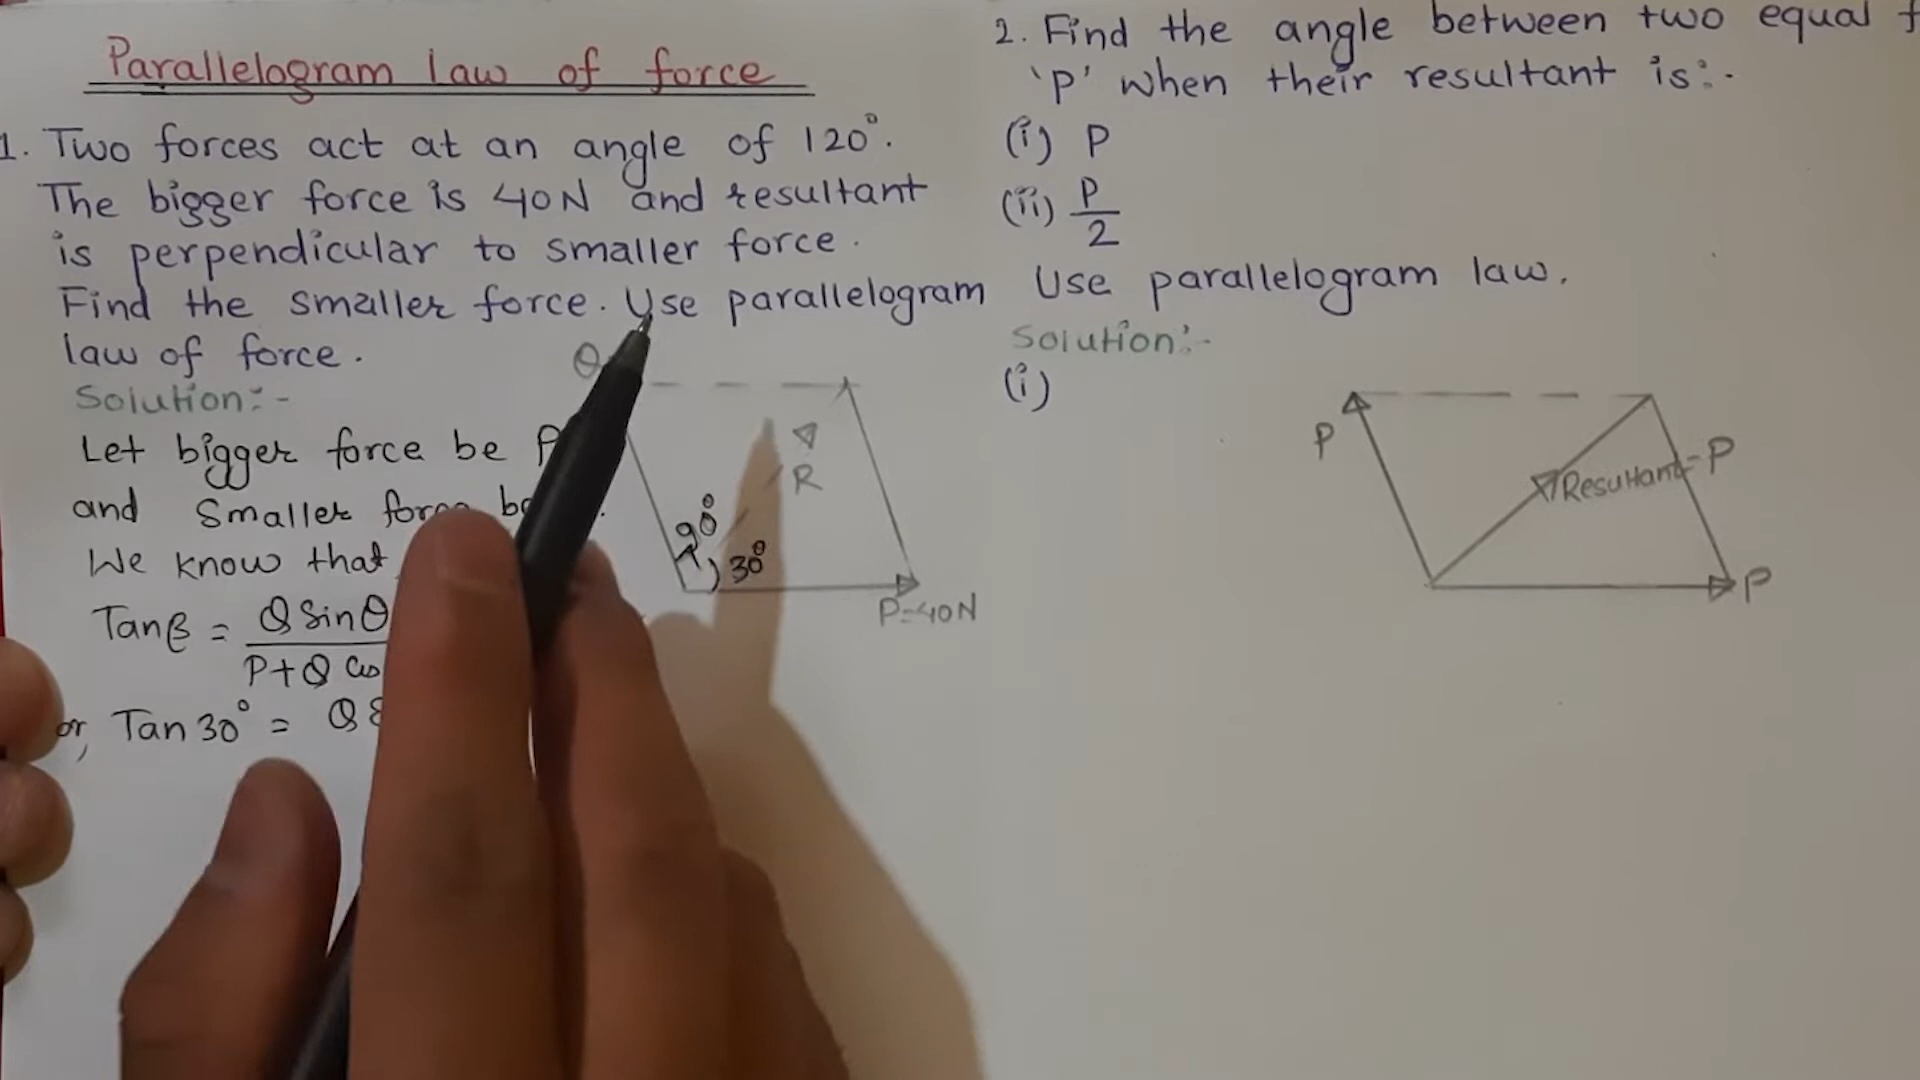 Parallelogram law of force
1. Two forces act at an angle of 120°.
The bigger force is 40N and resultant
is perpendicular to smaller force.
Find the smaller force. Use parallelogram
law of force.
Solution:-
Let bigger force be P
and smaller force be
We know that,
Tanβ = Q Sinθ
P+Q Cos
or, Tan 30° = Q
Q
R
90°
30°
P=40N
2. Find the angle between two equal
'P' when their resultant is:-
(i) P
(ii) P/2
Use parallelogram law.
Solution:-
(i)
P
Resultant=P
P